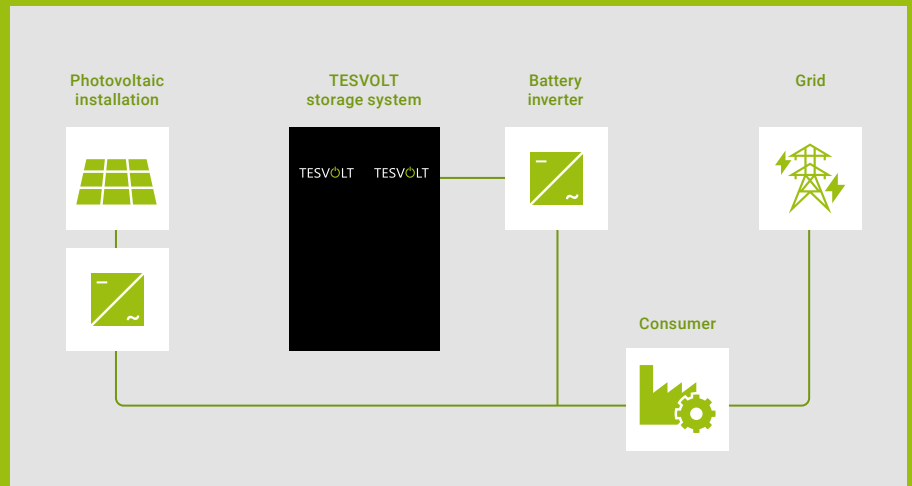 Photovoltaic
installation
TESVOLT
storage system
Battery
inverter
Grid
TESVOLT TESVOLT
Consumer